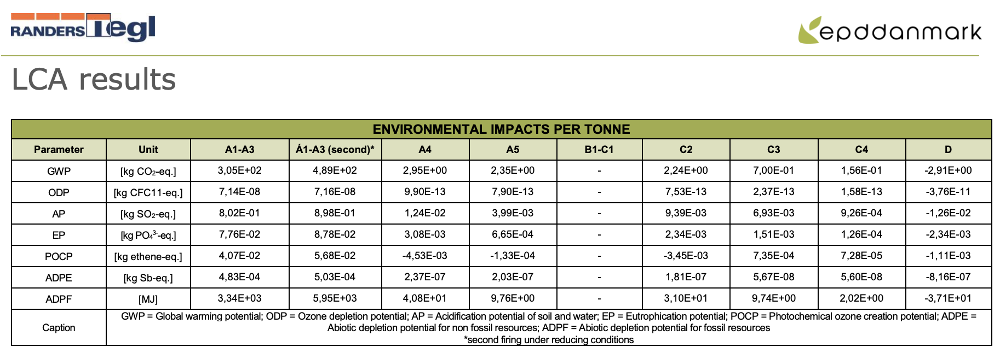 RANDERS Tegl
epddanmark
LCA results
ENVIRONMENTAL IMPACTS PER TONNE
Parameter Unit A1-A3 Á1-A3 (second)* A4 A5 B1-C1 C2 C3 C4 D
GWP [kg CO₂-eq.] 3,05E+02 4,89E+02 2,95E+00 2,35E+00 - 2,24E+00 7,00E-01 1,56E-01 -2,91E+00
ODP [kg CFC11-eq.] 7,14E-08 7,16E-08 9,90E-13 7,90E-13 - 7,53E-13 2,37E-13 1,58E-13 -3,76E-11
AP [kg SO₂-eq.] 8,02E-01 8,98E-01 1,24E-02 3,99E-03 - 9,39E-03 6,93E-03 9,26E-04 -1,26E-02
EP [kg PO₄³⁻-eq.] 7,76E-02 8,78E-02 3,08E-03 6,65E-04 - 2,34E-03 1,51E-03 1,26E-04 -2,34E-03
POCP [kg ethene-eq.] 4,07E-02 5,68E-02 -4,53E-03 -1,33E-04 - -3,45E-03 7,35E-04 7,28E-05 -1,11E-03
ADPE [kg Sb-eq.] 4,83E-04 5,03E-04 2,37E-07 2,03E-07 - 1,81E-07 5,67E-08 5,60E-08 -8,16E-07
ADPF [MJ] 3,34E+03 5,95E+03 4,08E+01 9,76E+00 - 3,10E+01 9,74E+00 2,02E+00 -3,71E+01
Caption
GWP = Global warming potential; ODP = Ozone depletion potential; AP = Acidification potential of soil and water; EP = Eutrophication potential; POCP = Photochemical ozone creation potential; ADPE =
Abiotic depletion potential for non fossil resources; ADPF = Abiotic depletion potential for fossil resources
*second firing under reducing conditions